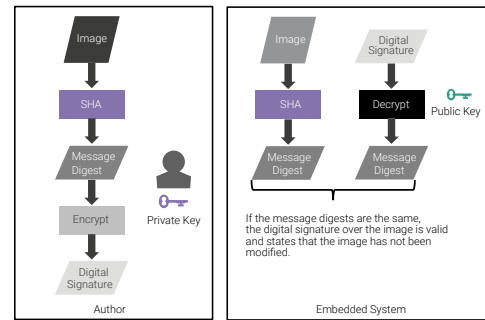 Image
SHA
Message
Digest
Encrypt
Digital
Signature
Private Key
Author
Image
SHA
Message
Digest
Digital
Signature
Decrypt
Public Key
Message
Digest
If the message digests are the same,
the digital signature over the image is valid
and states that the image has not been
modified.
Embedded System